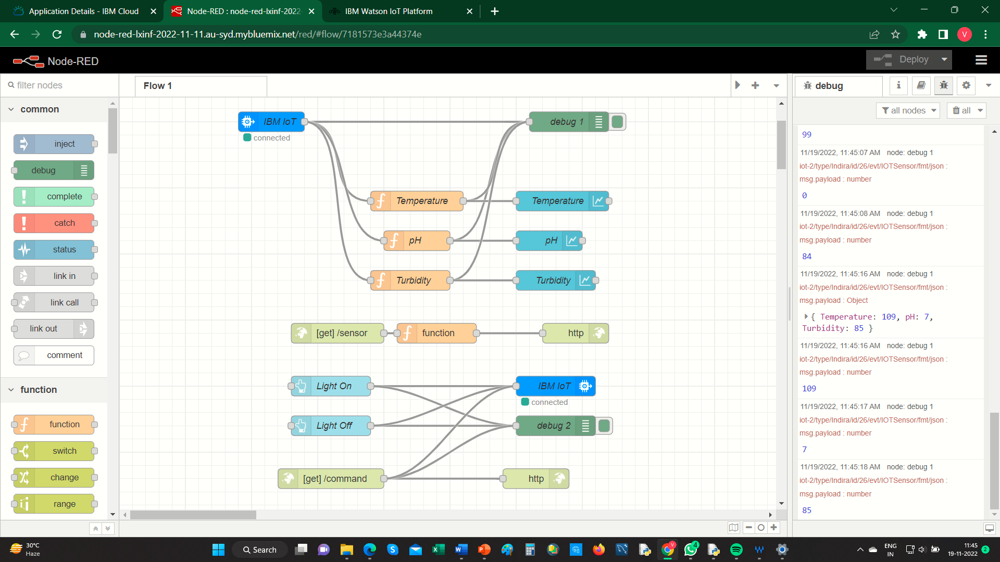 Application Details - IBM Cloud
Node-RED : node-red-lxinf-2022-
IBM Watson IoT Platform
node-red-lxinf-2022-11-11.au-syd.mybluemix.net/red/#flow/7181573e3a44374e
V
Node-RED
Deploy
filter nodes
Flow 1
debug
i
common
all nodes
all
inject
debug
complete
catch
status
link in
link call
link out
comment
function
function
switch
change
range
IBM IoT
connected
debug 1
Temperature
Temperature
pH
pH
Turbidity
Turbidity
[get] /sensor
function
http
Light On
IBM IoT
connected
Light Off
debug 2
[get] /command
http
99
11/19/2022, 11:45:07 AM node: debug 1
iot-2/type/Indira/id/26/evt/IOTSensor/fmt/json :
msg.payload : number
0
11/19/2022, 11:45:08 AM node: debug 1
iot-2/type/Indira/id/26/evt/IOTSensor/fmt/json :
msg.payload : number
84
11/19/2022, 11:45:16 AM node: debug 1
iot-2/type/Indira/id/26/evt/IOTSensor/fmt/json :
msg.payload : Object
{ Temperature: 109, pH: 7,
Turbidity: 85 }
11/19/2022, 11:45:16 AM node: debug 1
iot-2/type/Indira/id/26/evt/IOTSensor/fmt/json :
msg.payload : number
109
11/19/2022, 11:45:17 AM node: debug 1
iot-2/type/Indira/id/26/evt/IOTSensor/fmt/json :
msg.payload : number
7
11/19/2022, 11:45:18 AM node: debug 1
iot-2/type/Indira/id/26/evt/IOTSensor/fmt/json :
msg.payload : number
85
30°C
Haze
Search
V
4
ENG
IN
11:45
19-11-2022
2